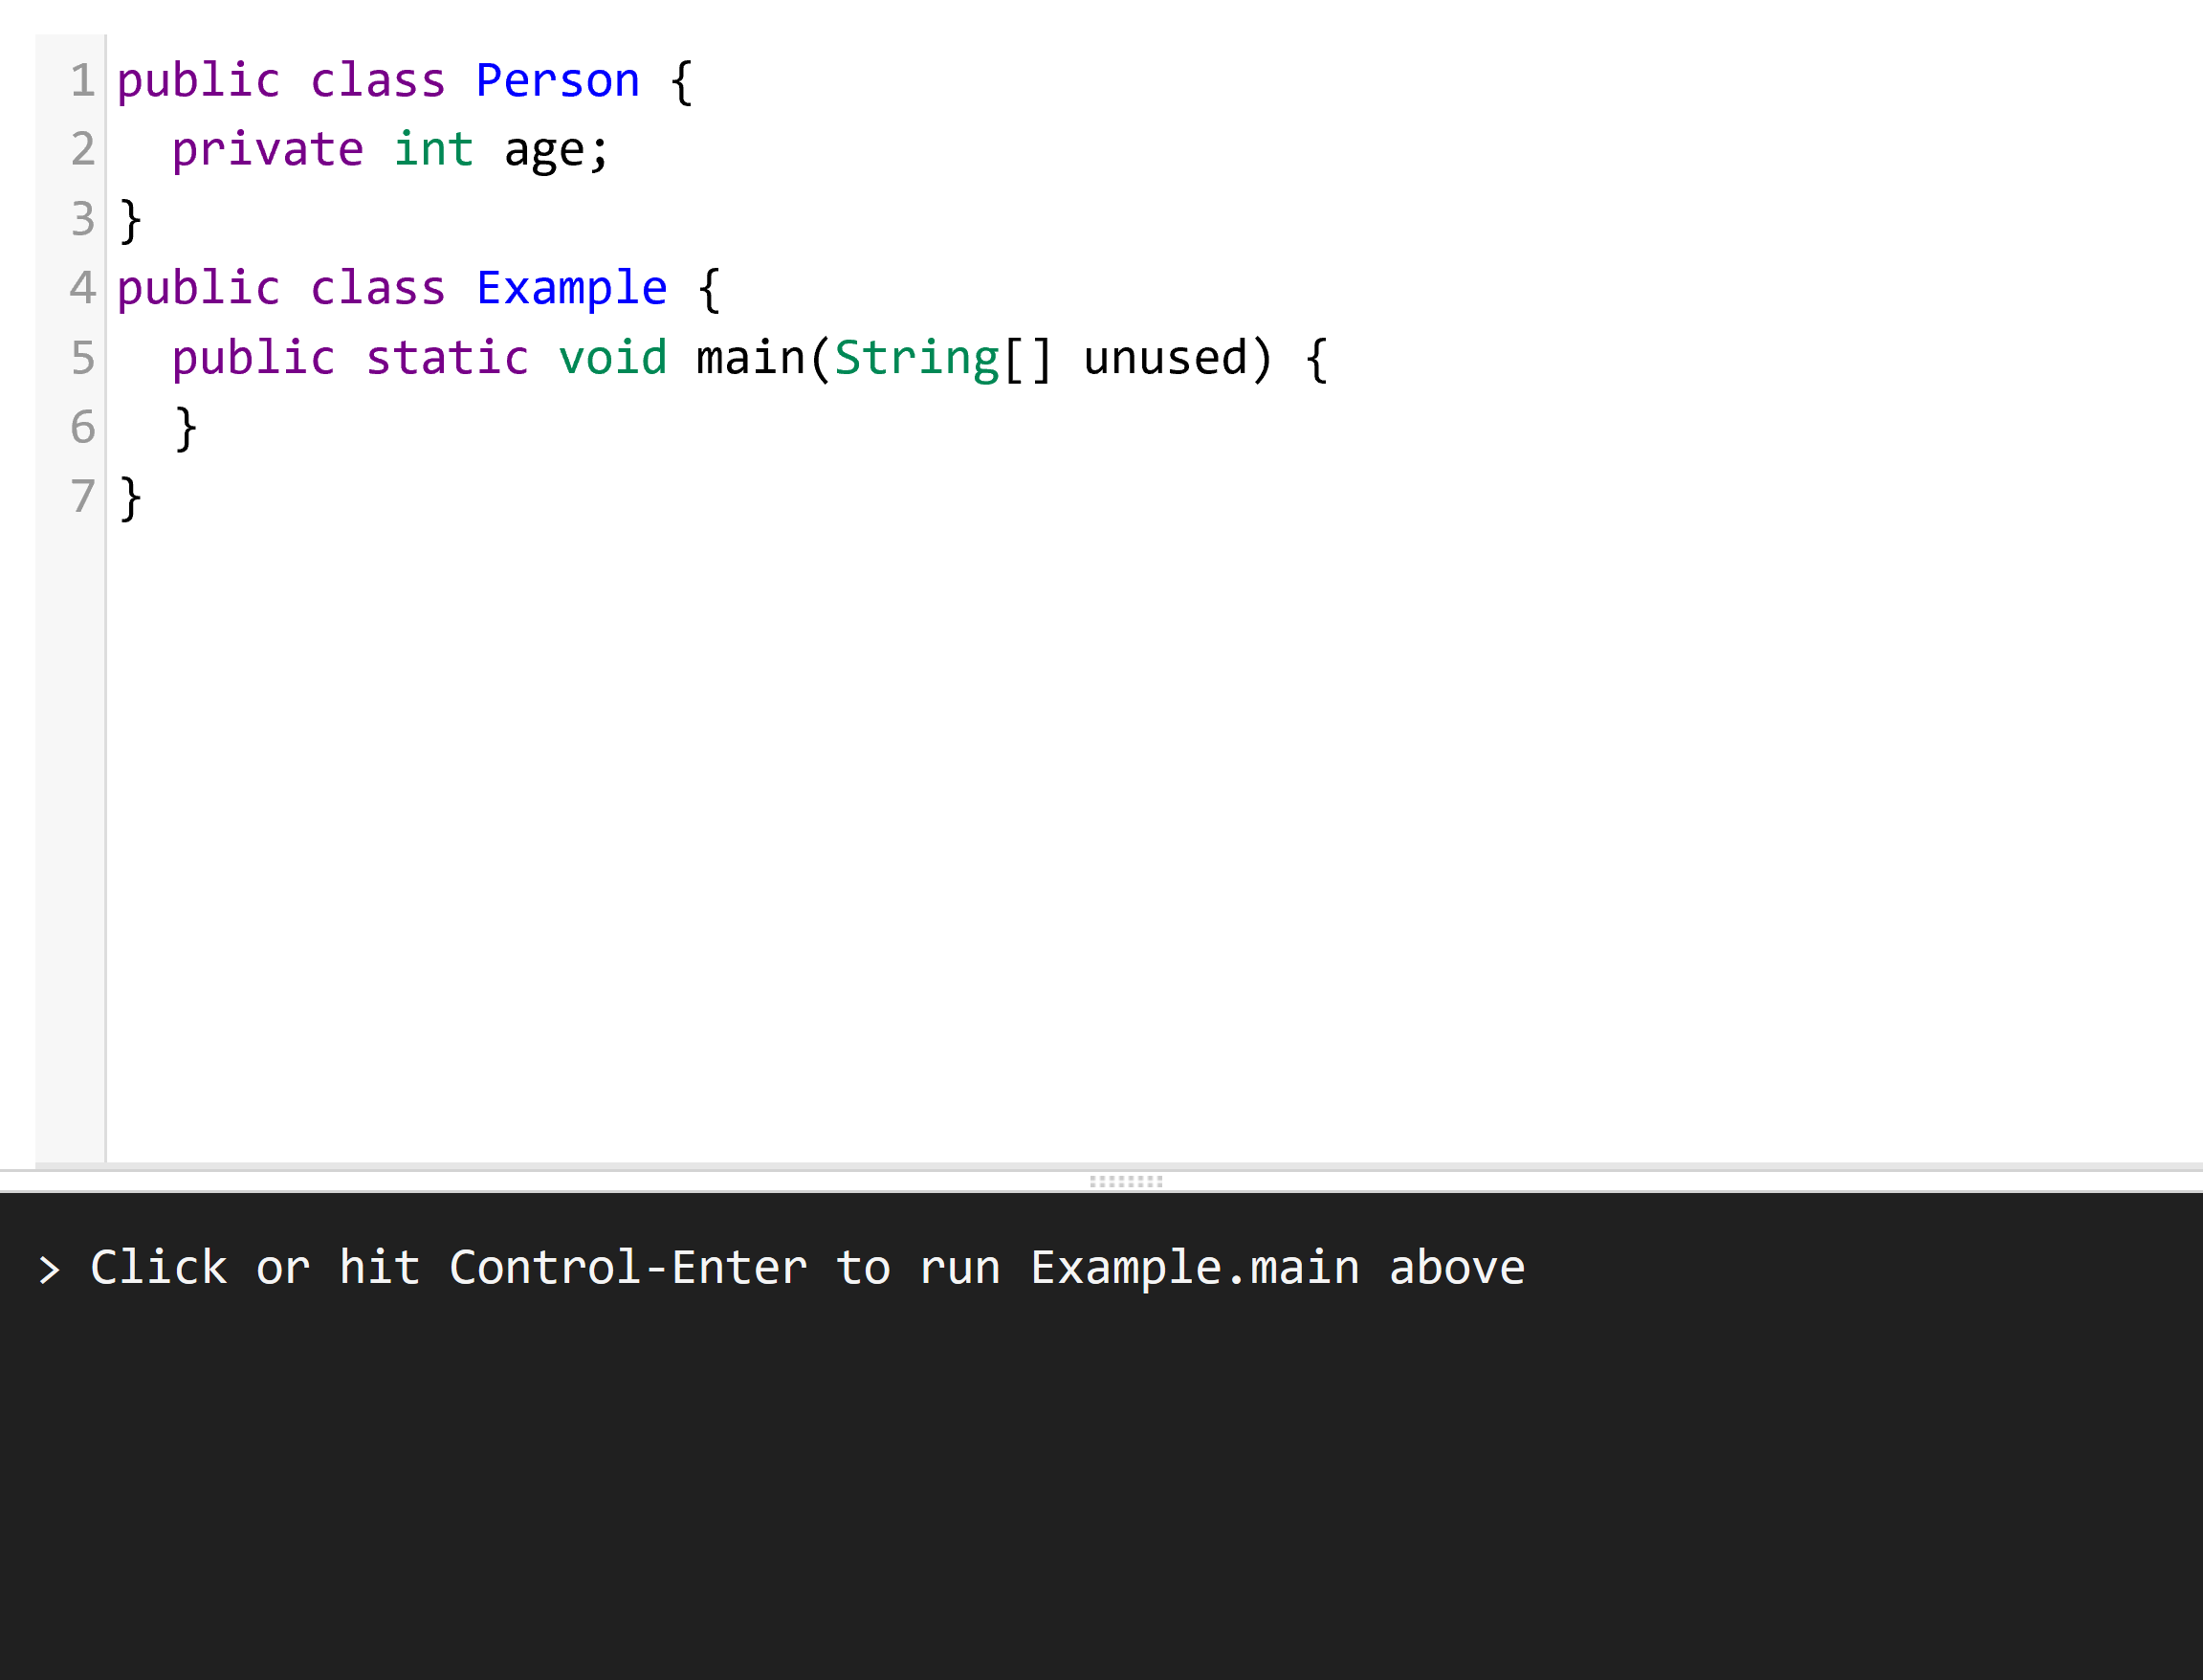 1 public class Person {
2   private int age;
3 }
4 public class Example {
5   public static void main(String[] unused) {
6   }
7 }
> Click or hit Control-Enter to run Example.main above